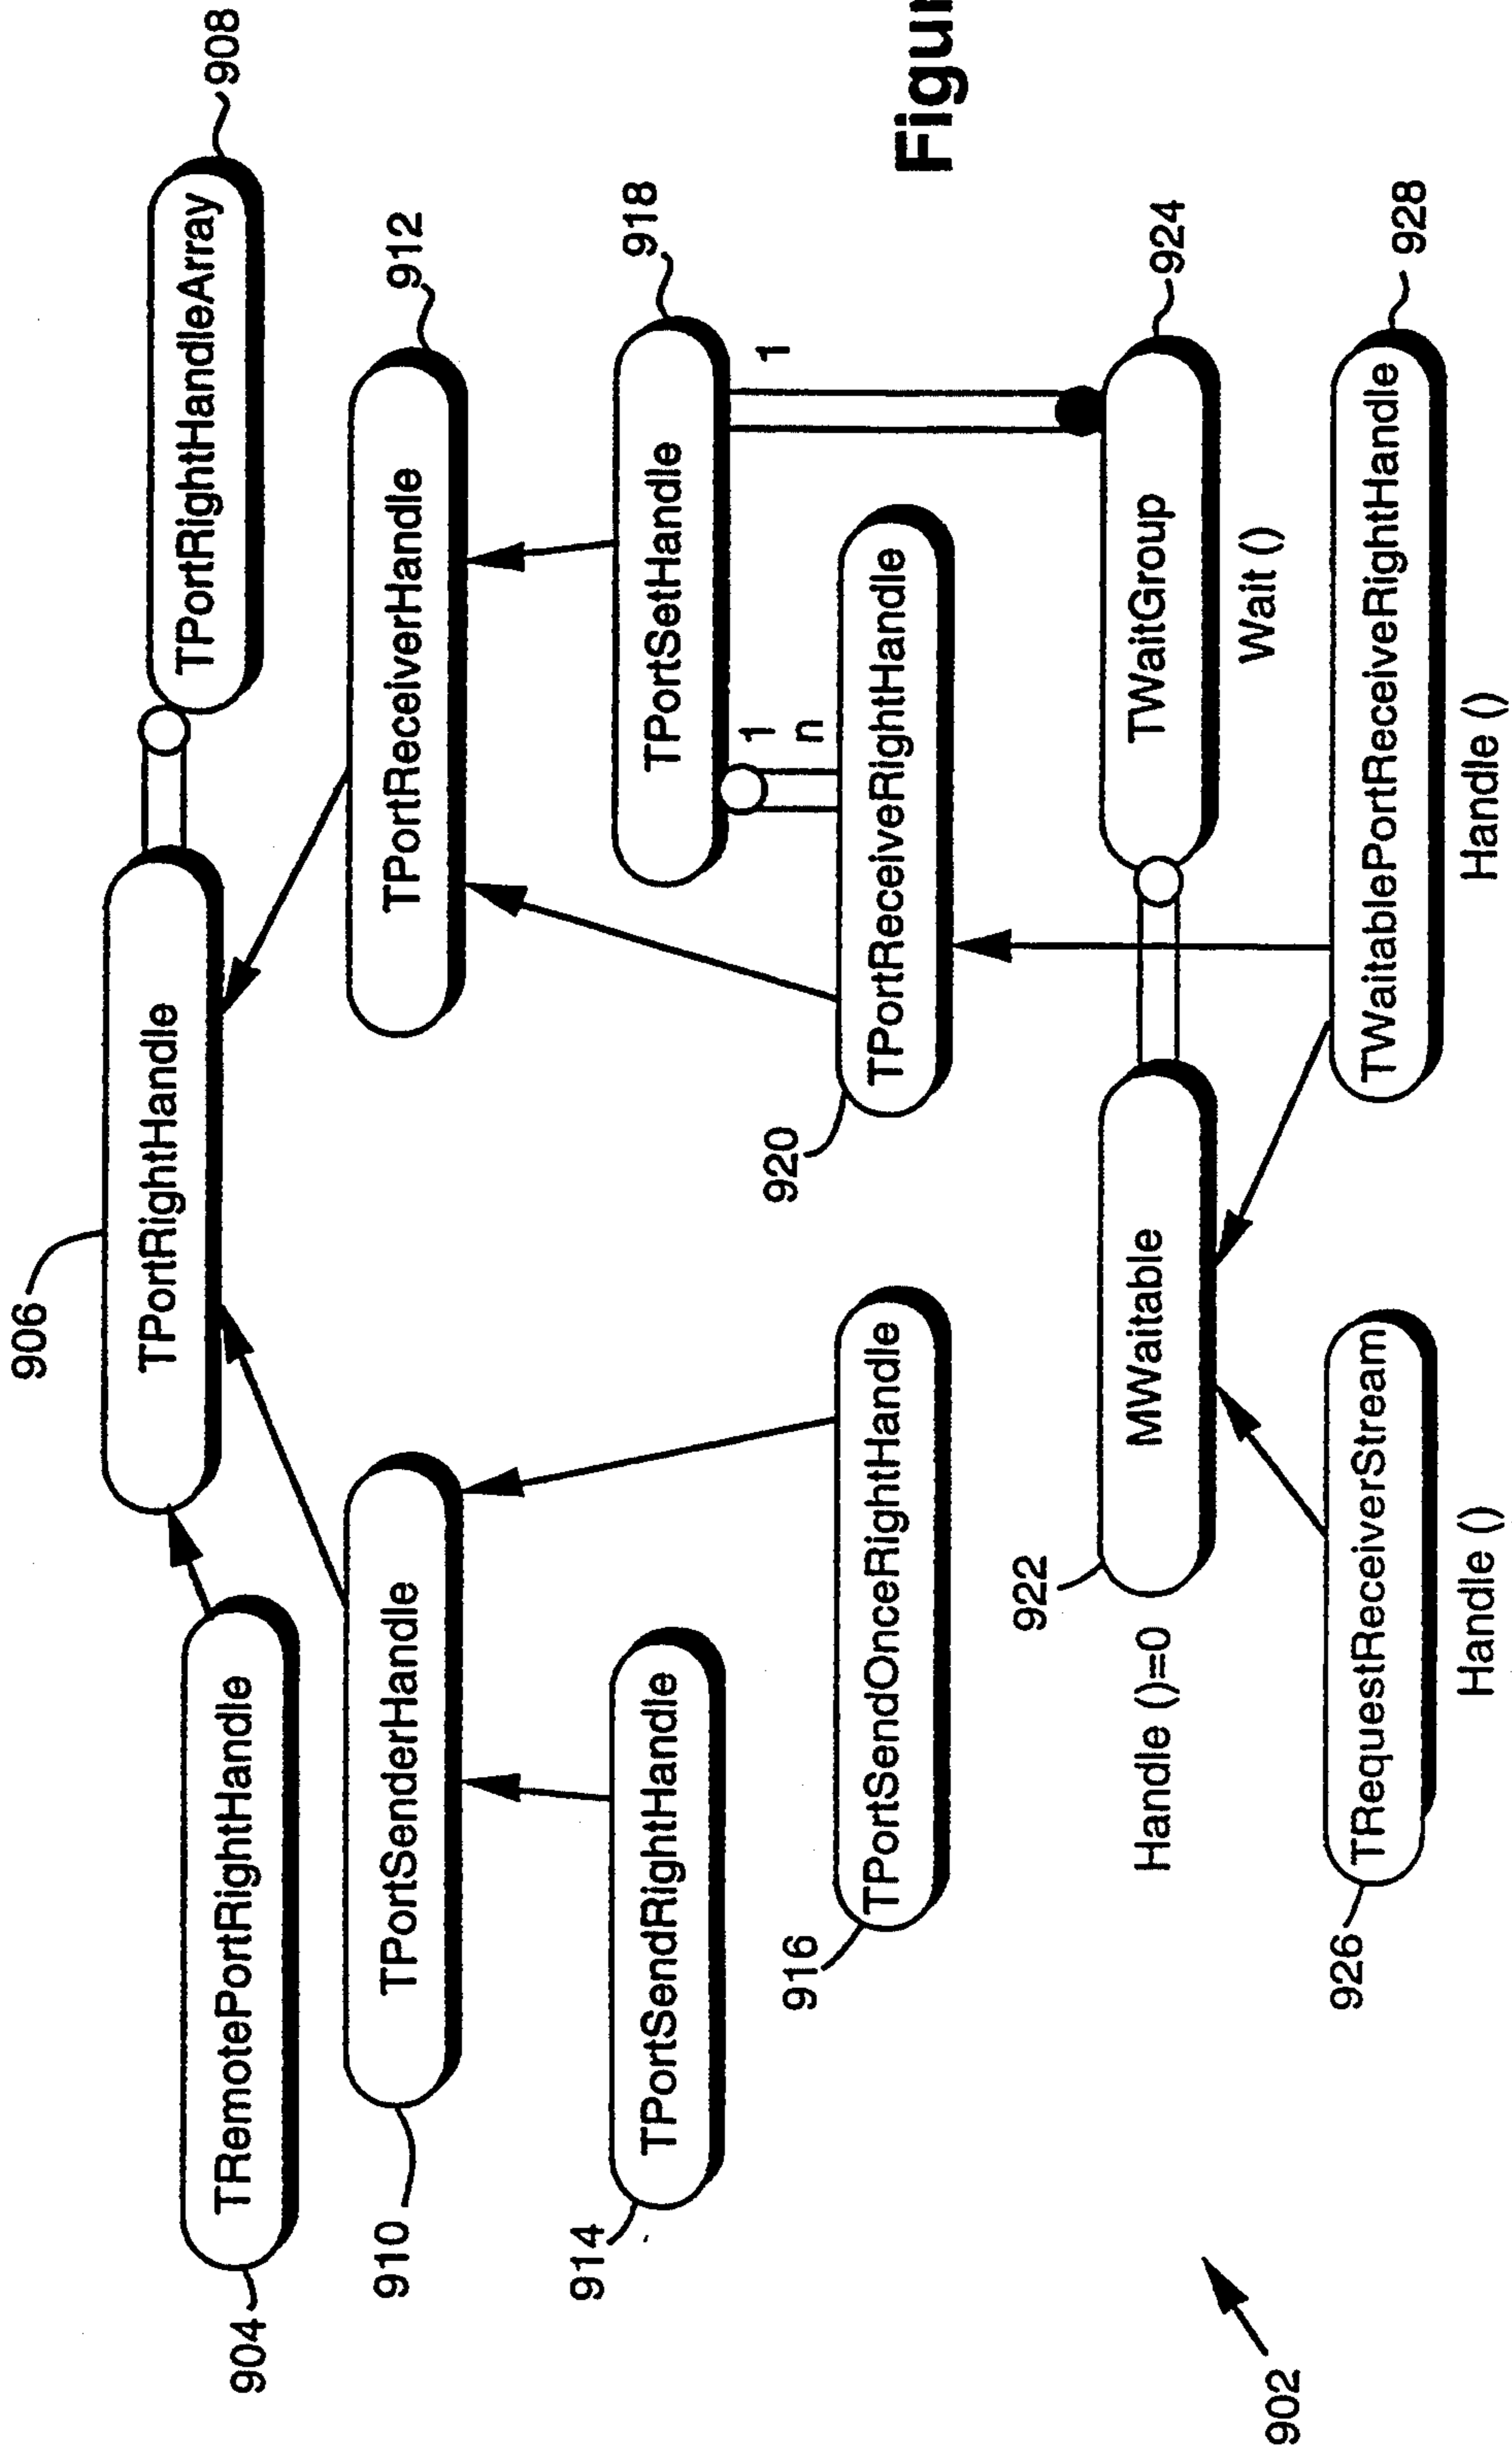 906
TPortRightHandle
TPortRightHandleArray
908
904
TRemotePortRightHandle
910
TPortSenderHandle
TPortReceiverHandle
912
914
TPortSendRightHandle
TPortSetHandle
918
1
n
1
916
TPortSendOnceRightHandle
920
TPortReceiveRightHandle
922
MWaitable
Handle ()=0
TWaitGroup
924
Wait ()
926
TRequestReceiverStream
Handle ()
TWaitablePortReceiveRightHandle
928
Handle ()
902
Figur